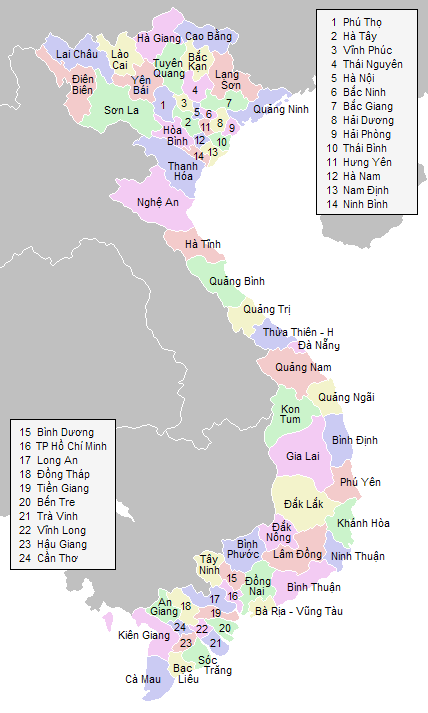 1 Phú Thọ
2 Hà Tây
3 Vĩnh Phúc
4 Thái Nguyên
5 Hà Nội
6 Bắc Ninh
7 Bắc Giang
8 Hải Dương
9 Hải Phòng
10 Thái Bình
11 Hưng Yên
12 Hà Nam
13 Nam Định
14 Ninh Bình
Hà Giang
Cao Bằng
Lai Châu
Lào
Cai
Tuyên
Quang
Bắc
Kạn
Lạng
Sơn
Điện
Biên
Yên
Bái
Sơn La
Quảng Ninh
1
2
3
4
5
6
7
8
9
10
11
12
13
14
Hòa
Bình
Thanh
Hóa
Nghệ An
Hà Tĩnh
Quảng Bình
Quảng Trị
Thừa Thiên - H
Đà Nẵng
Quảng Nam
Quảng Ngãi
Kon
Tum
Bình Định
Gia Lai
Phú Yên
Đắk Lắk
Khánh Hòa
Đắk
Nông
Ninh Thuận
Lâm Đồng
Bình
Phước
Bình Thuận
Tây
Ninh
Đồng
Nai
Bà Rịa - Vũng Tàu
15
16
17
18
19
20
21
22
23
24
An
Giang
Kiên Giang
Sóc
Trăng
Bạc
Liêu
Cà Mau
15 Bình Dương
16 TP Hồ Chí Minh
17 Long An
18 Đồng Tháp
19 Tiền Giang
20 Bến Tre
21 Trà Vinh
22 Vĩnh Long
23 Hậu Giang
24 Cần Thơ